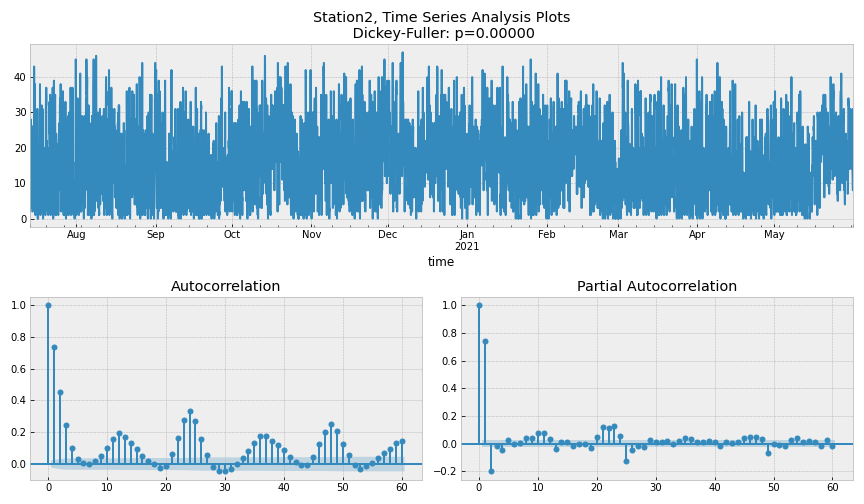 Station2, Time Series Analysis Plots
Dickey-Fuller: p=0.00000
40
30
20
10
0
Aug Sep Oct Nov Dec Jan Feb Mar Apr May
2021
time
Autocorrelation
1.0
0.8
0.6
0.4
0.2
0.0
0 10 20 30 40 50 60
Partial Autocorrelation
1.0
0.8
0.6
0.4
0.2
0.0
−0.2
0 10 20 30 40 50 60